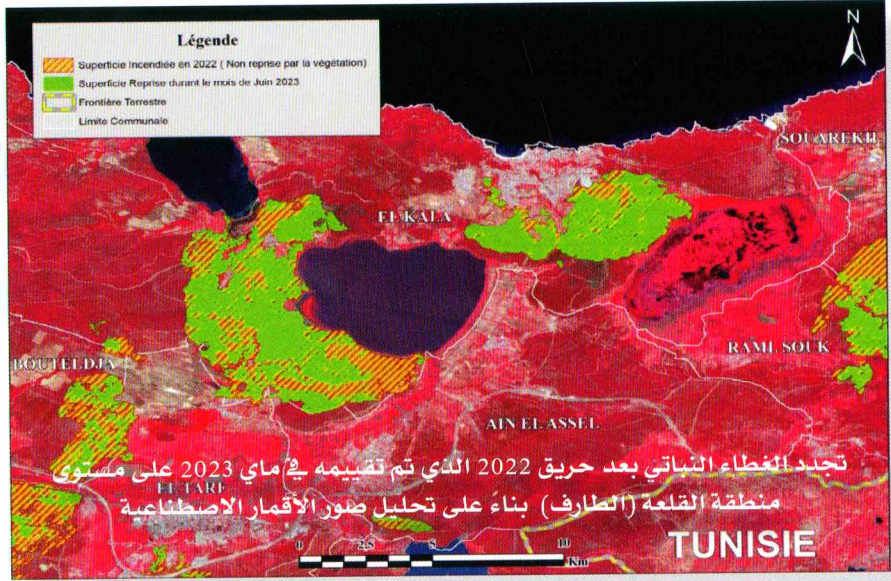 Légende
Superficie Incendiée en 2022 ( Non reprise par la végétation)
Superficie Reprise durant le mois de Juin 2023
Frontière Terrestre
Limite Communale
N
SOUAREKH
EL KALA
BOUTELDJA
RAML SOUK
AIN EL ASSEL
تجدد الغطاء النباتي بعد حريق 2022 الذي تم تقييمه في ماي 2023 على مستوى
EL TARF
منطقة القلعة (الطارف) بناءً على تحليل صور الأقمار الاصطناعية
0 2,5 5 10
Km
TUNISIE